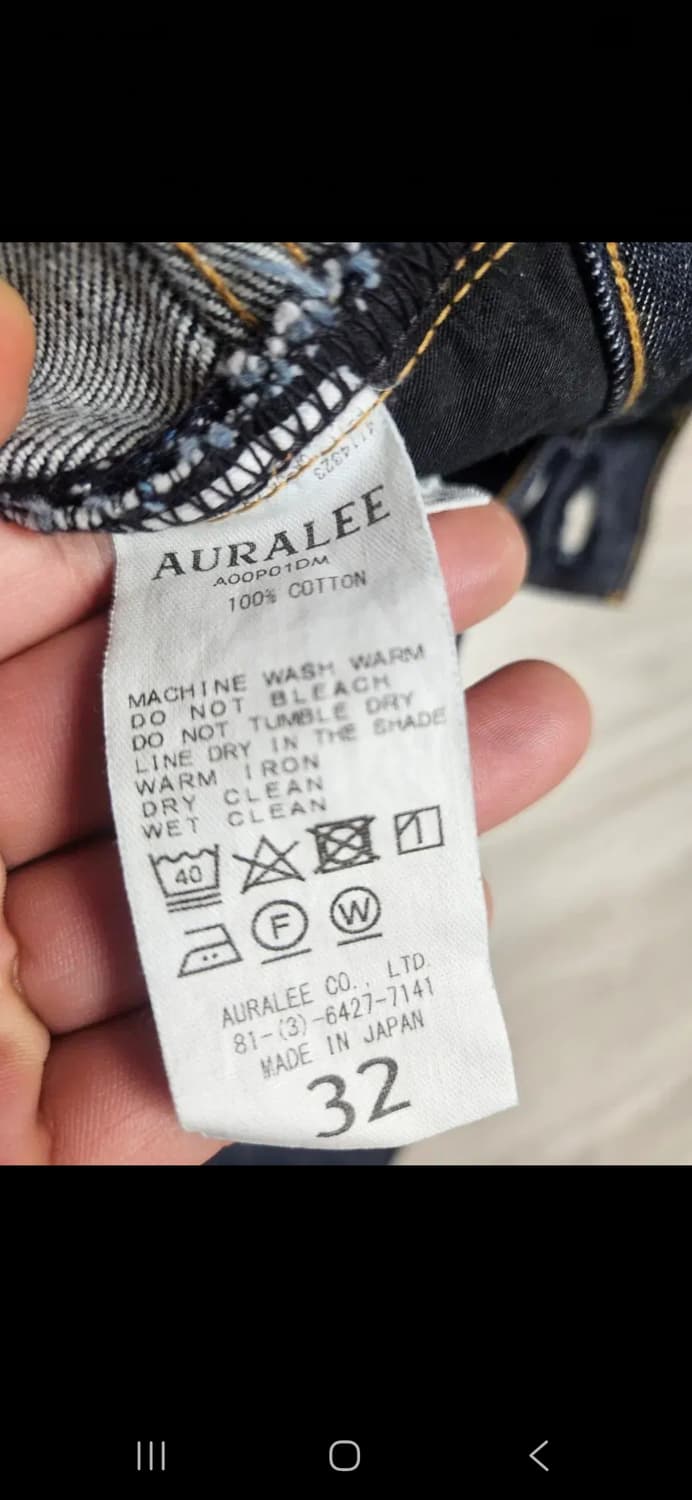 4114323
AURALEE
A00P01DM
100% COTTON
MACHINE WASH WARM
DO NOT BLEACH
DO NOT TUMBLE DRY
LINE DRY IN THE SHADE
WARM IRON
DRY CLEAN
WET CLEAN
40
F W
AURALEE CO., LTD.
81-(3)-6427-7141
MADE IN JAPAN
32